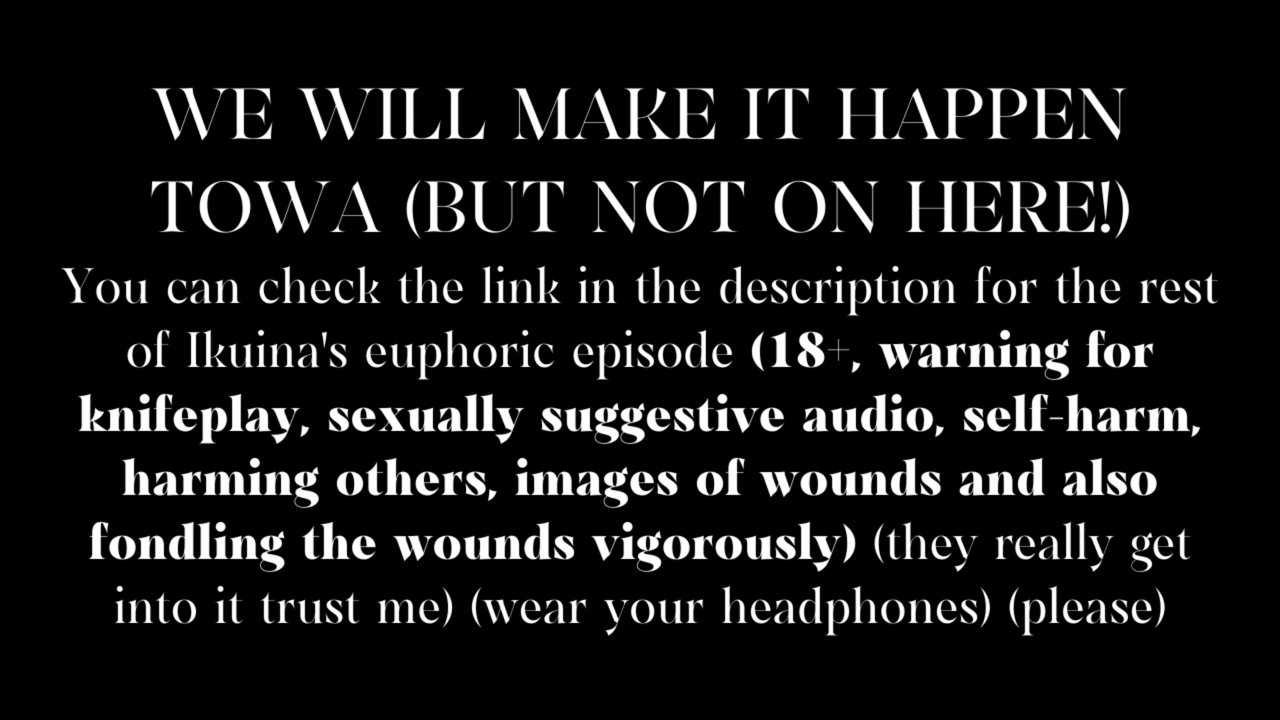 WE WILL MAKE IT HAPPEN
TOWA (BUT NOT ON HERE!)
You can check the link in the description for the rest
of Ikuina's euphoric episode (18+, warning for
knifeplay, sexually suggestive audio, self-harm,
harming others, images of wounds and also
fondling the wounds vigorously) (they really get
into it trust me) (wear your headphones) (please)